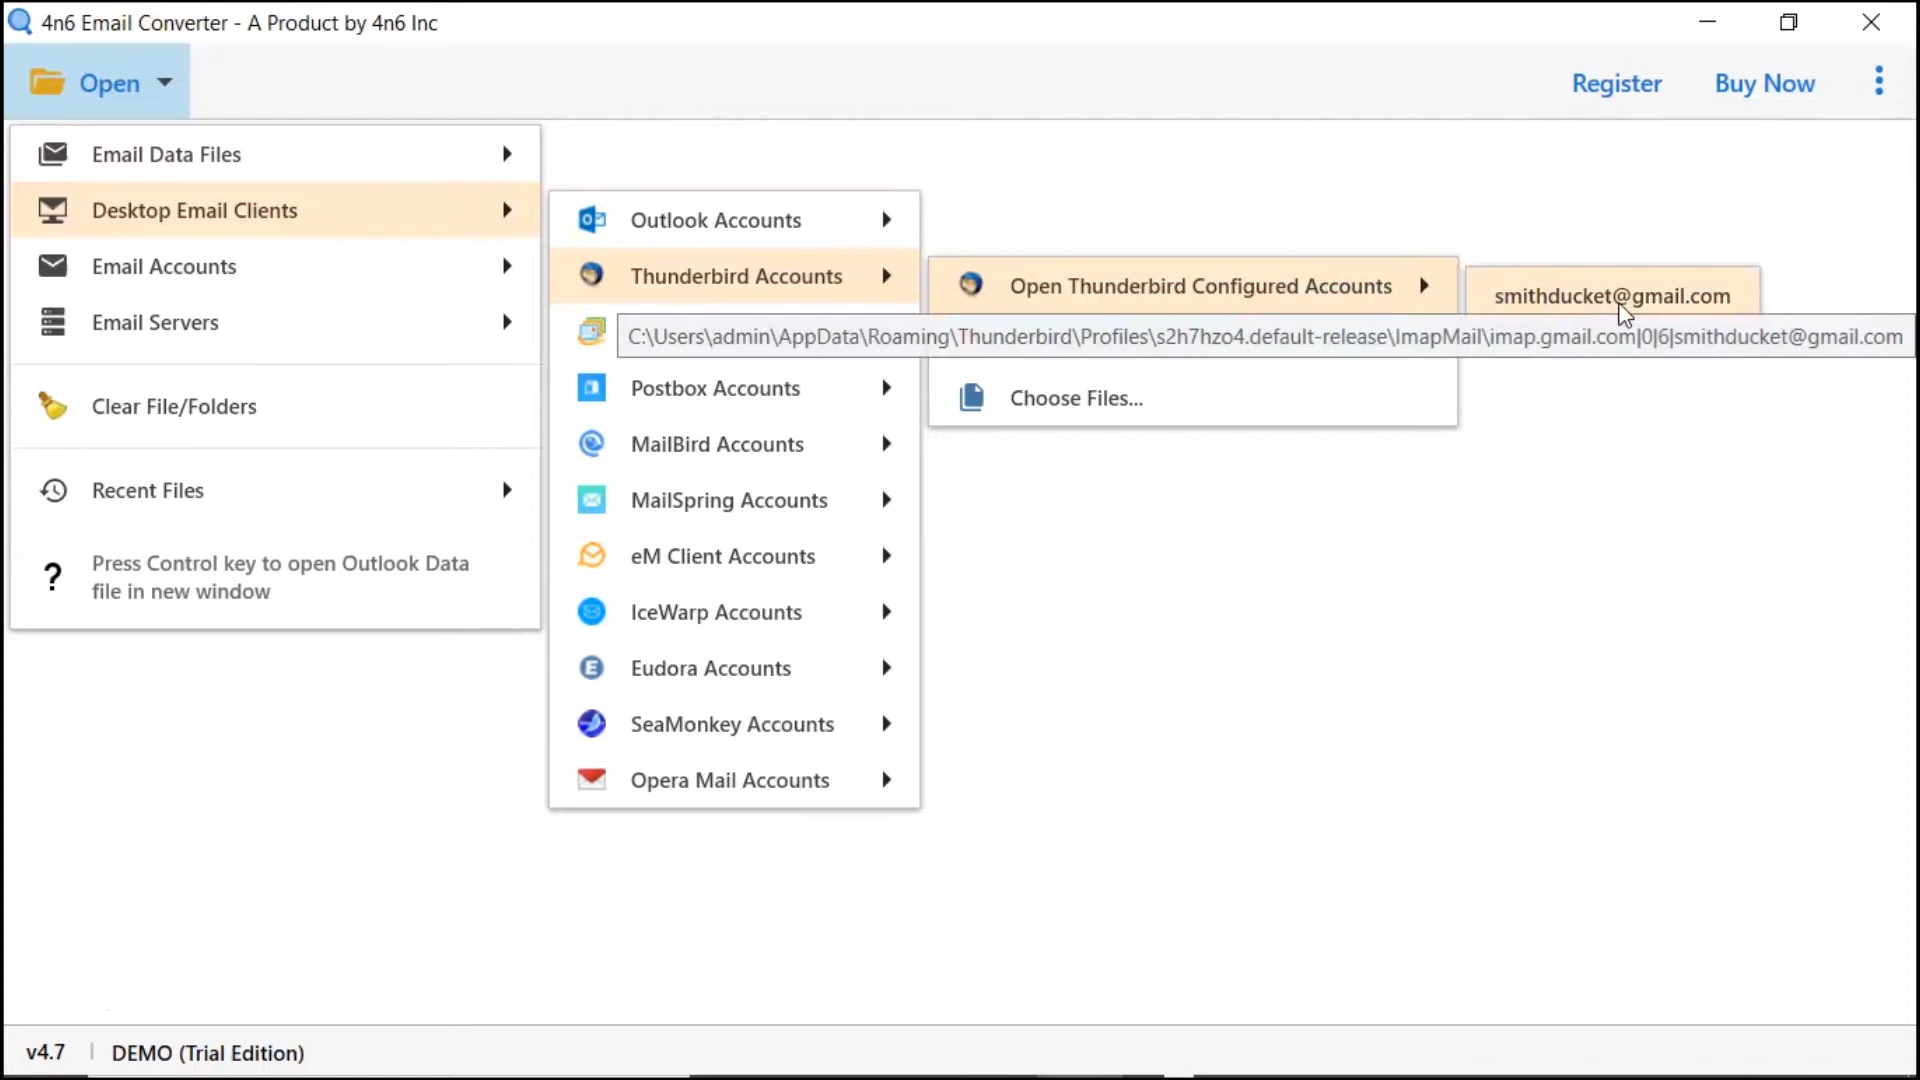 4n6 Email Converter - A Product by 4n6 Inc
Open
Register
Buy Now
Email Data Files
Desktop Email Clients
Email Accounts
Email Servers
Clear File/Folders
Recent Files
? Press Control key to open Outlook Data
file in new window
Outlook Accounts
Thunderbird Accounts
Postbox Accounts
MailBird Accounts
MailSpring Accounts
eM Client Accounts
IceWarp Accounts
Eudora Accounts
SeaMonkey Accounts
Opera Mail Accounts
Open Thunderbird Configured Accounts
Choose Files...
smithducket@gmail.com
C:\Users\admin\AppData\Roaming\Thunderbird\Profiles\s2h7hzo4.default-release\ImapMail\imap.gmail.com|0|6|smithducket@gmail.com
v4.7
DEMO (Trial Edition)